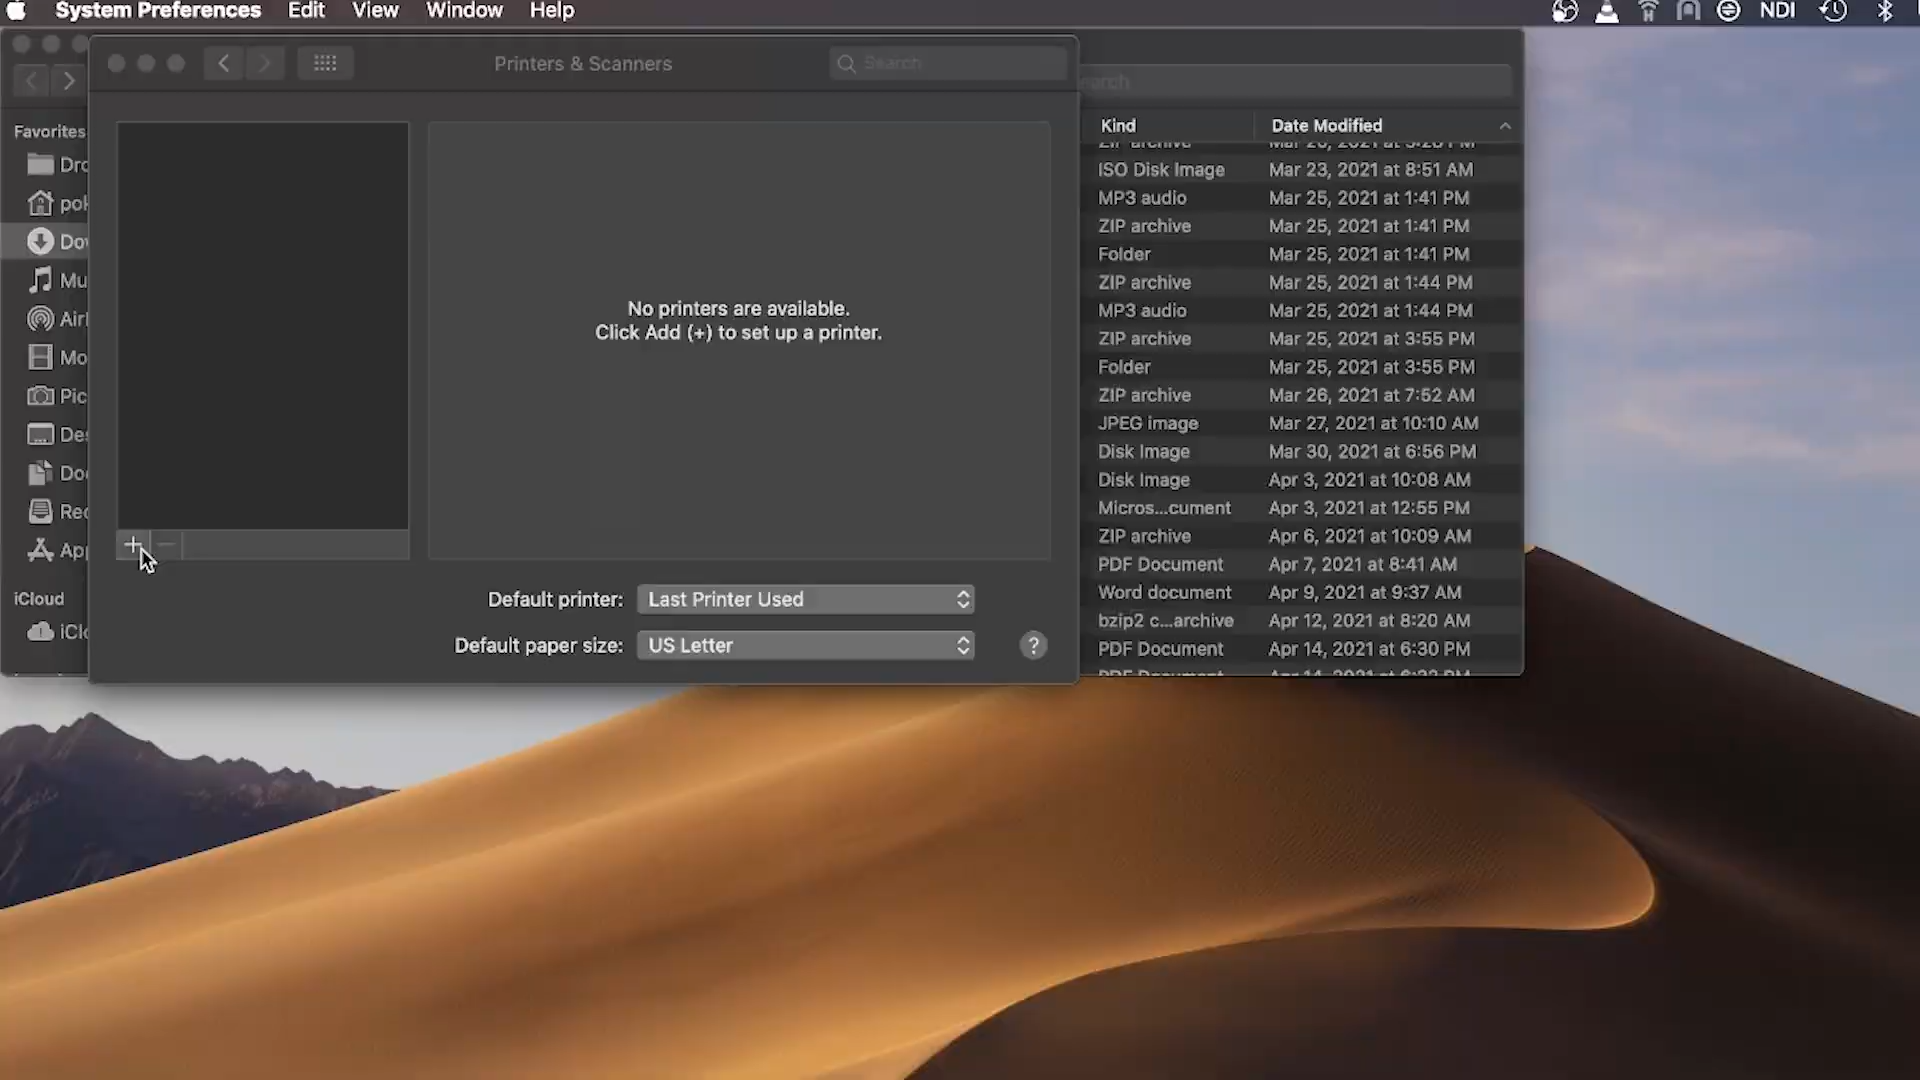 System Preferences Edit View Window Help NDI
Printers & Scanners
Search
Favorites
iCloud
No printers are available.
Click Add (+) to set up a printer.
Default printer: Last Printer Used
Default paper size: US Letter ?
Kind Date Modified
ISO Disk Image Mar 23, 2021 at 8:51 AM
MP3 audio Mar 25, 2021 at 1:41 PM
ZIP archive Mar 25, 2021 at 1:41 PM
Folder Mar 25, 2021 at 1:41 PM
ZIP archive Mar 25, 2021 at 1:44 PM
MP3 audio Mar 25, 2021 at 1:44 PM
ZIP archive Mar 25, 2021 at 3:55 PM
Folder Mar 25, 2021 at 3:55 PM
ZIP archive Mar 26, 2021 at 7:52 AM
JPEG image Mar 27, 2021 at 10:10 AM
Disk Image Mar 30, 2021 at 6:56 PM
Disk Image Apr 3, 2021 at 10:08 AM
Micros...cument Apr 3, 2021 at 12:55 PM
ZIP archive Apr 6, 2021 at 10:09 AM
PDF Document Apr 7, 2021 at 8:41 AM
Word document Apr 9, 2021 at 9:37 AM
bzip2 c...archive Apr 12, 2021 at 8:20 AM
PDF Document Apr 14, 2021 at 6:30 PM